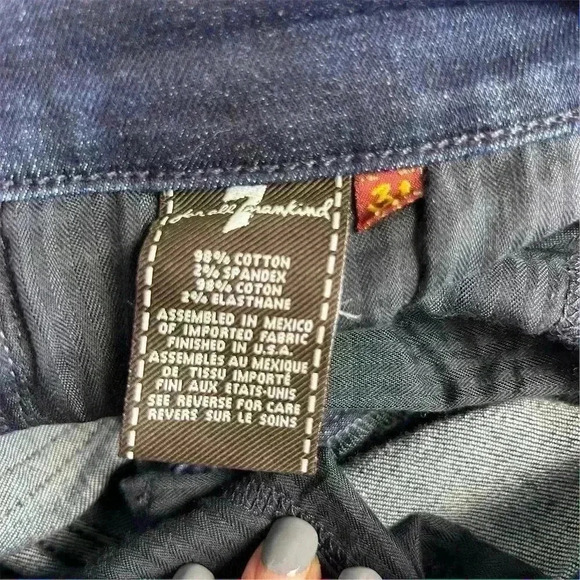 7
for all mankind
31
98% COTTON
2% SPANDEX
98% COTON
2% ELASTHANE
ASSEMBLED IN MEXICO
OF IMPORTED FABRIC
FINISHED IN U.S.A.
ASSEMBLÉS AU MEXIQUE
DE TISSU IMPORTÉ
FINI AUX ETATS-UNIS
SEE REVERSE FOR CARE
REVERS SUR LE SOINS